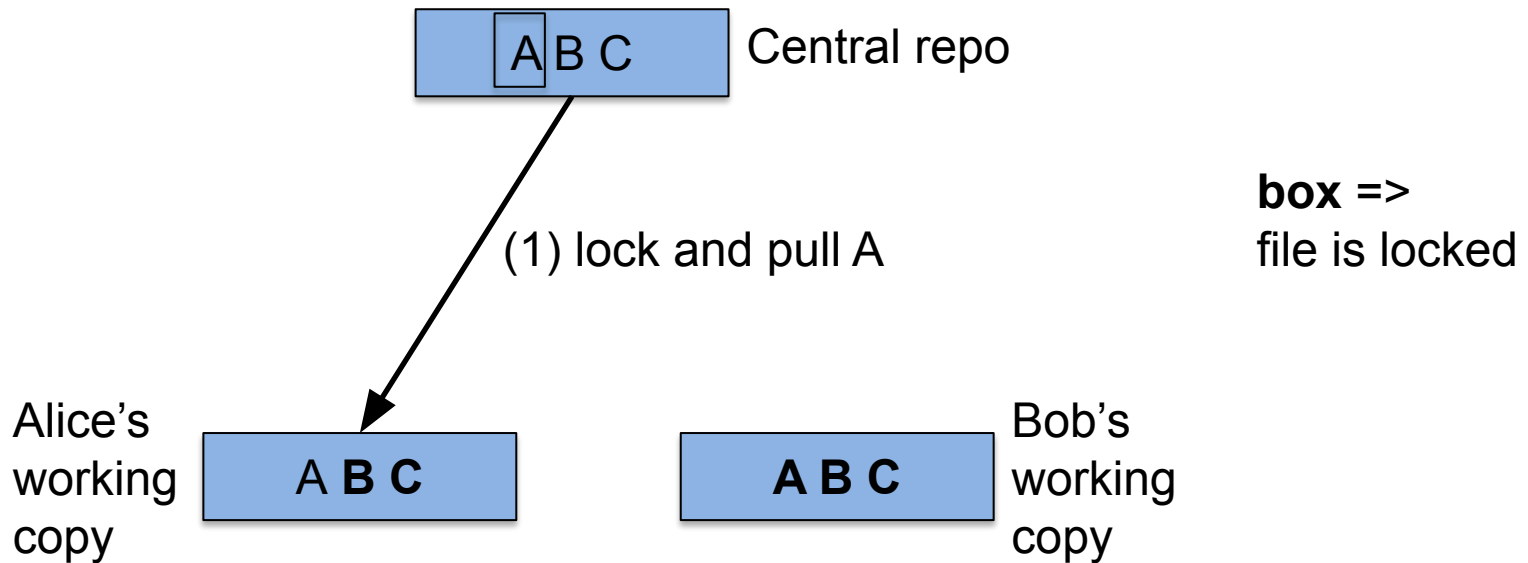 A B C
Central repo
box =>
file is locked
(1) lock and pull A
Alice’s
working
copy
A B C
A B C
Bob’s
working
copy